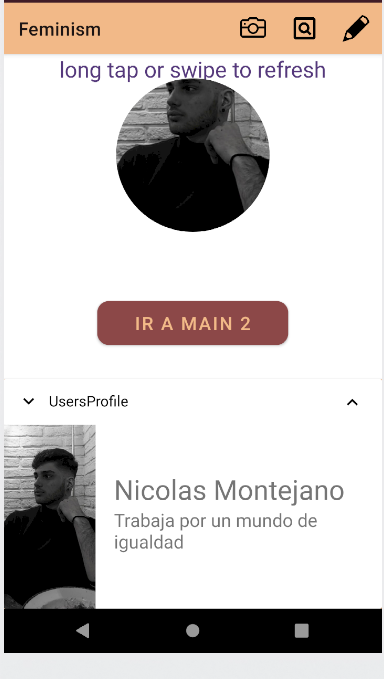 Feminism
long tap or swipe to refresh
IR A MAIN 2
UsersProfile
Nicolas Montejano
Trabaja por un mundo de
igualdad